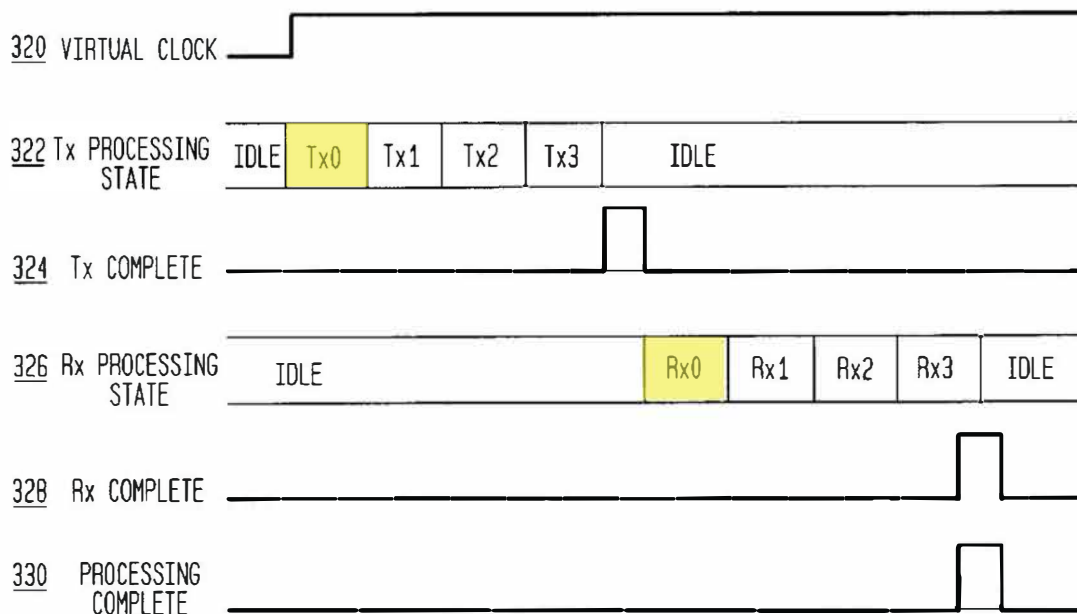 320 VIRTUAL CLOCK
322 Tx PROCESSING STATE
IDLE Tx0 Tx1 Tx2 Tx3 IDLE
324 Tx COMPLETE
326 Rx PROCESSING STATE
IDLE Rx0 Rx1 Rx2 Rx3 IDLE
328 Rx COMPLETE
330 PROCESSING COMPLETE